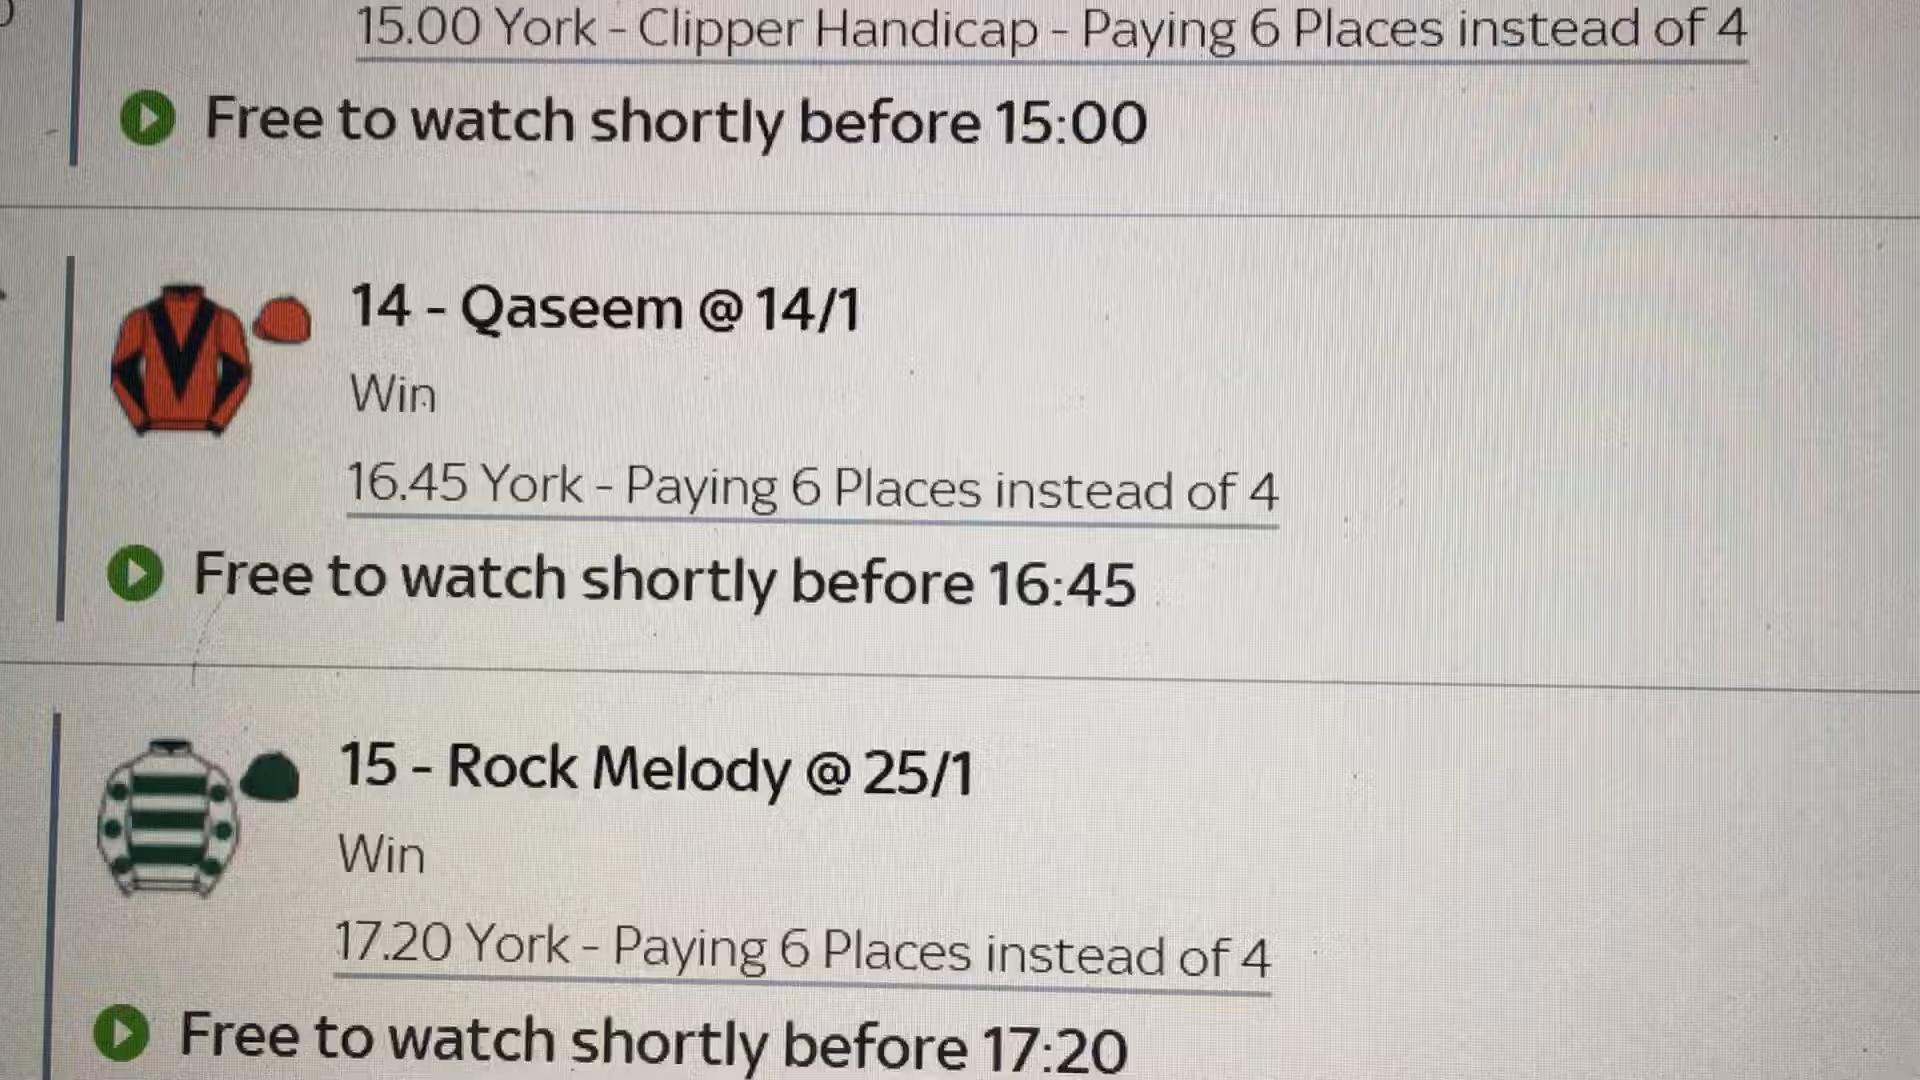 15.00 York - Clipper Handicap - Paying 6 Places instead of 4
Free to watch shortly before 15:00
14 - Qaseem @ 14/1
Win
16.45 York - Paying 6 Places instead of 4
Free to watch shortly before 16:45
15 - Rock Melody @ 25/1
Win
17.20 York - Paying 6 Places instead of 4
Free to watch shortly before 17:20